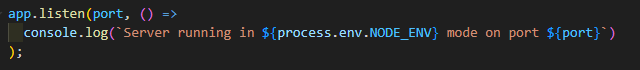 app.listen(port, () =>
  console.log(`Server running in ${process.env.NODE_ENV} mode on port ${port}`)
);